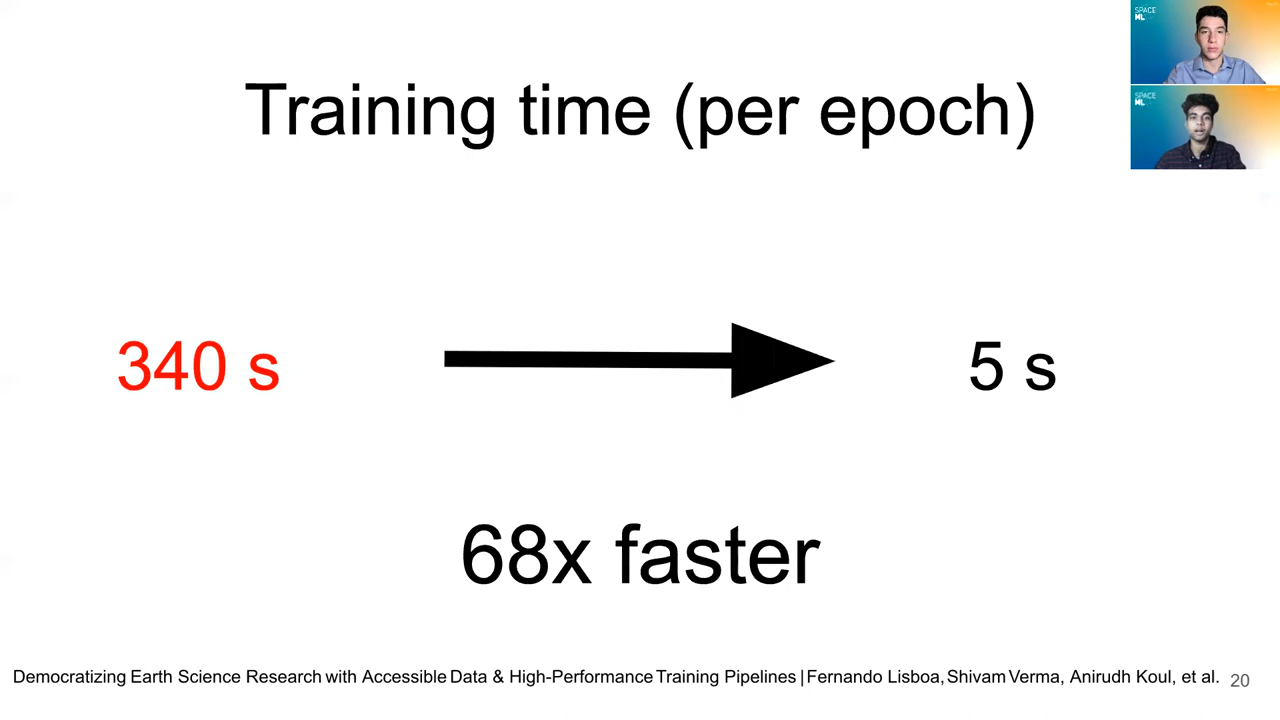 SPACE
ML
Training time (per epoch)
SPACE
ML
340 s
5 s
68x faster
Democratizing Earth Science Research with Accessible Data & High-Performance Training Pipelines | Fernando Lisboa, Shivam Verma, Anirudh Koul, et al.
20